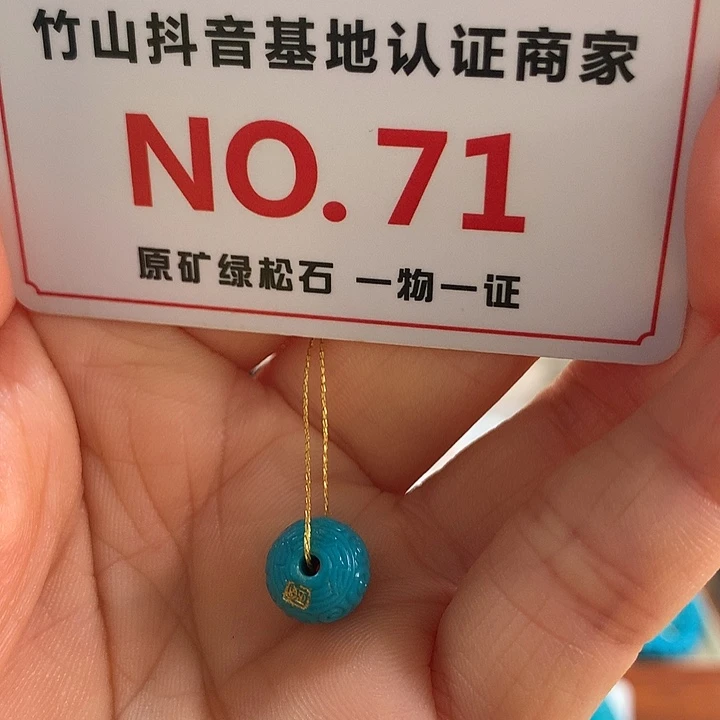 竹山抖音基地认证商家
NO.71
原矿绿松石 一物一证